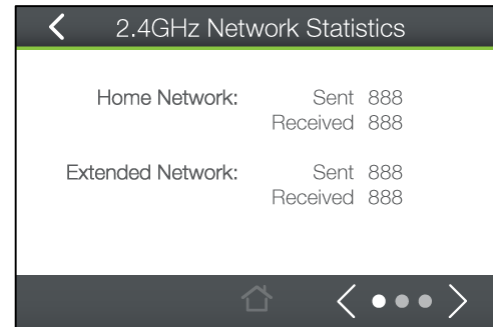 2.4GHz Network Statistics
Home Network: Sent 888
Received 888
Extended Network: Sent 888
Received 888